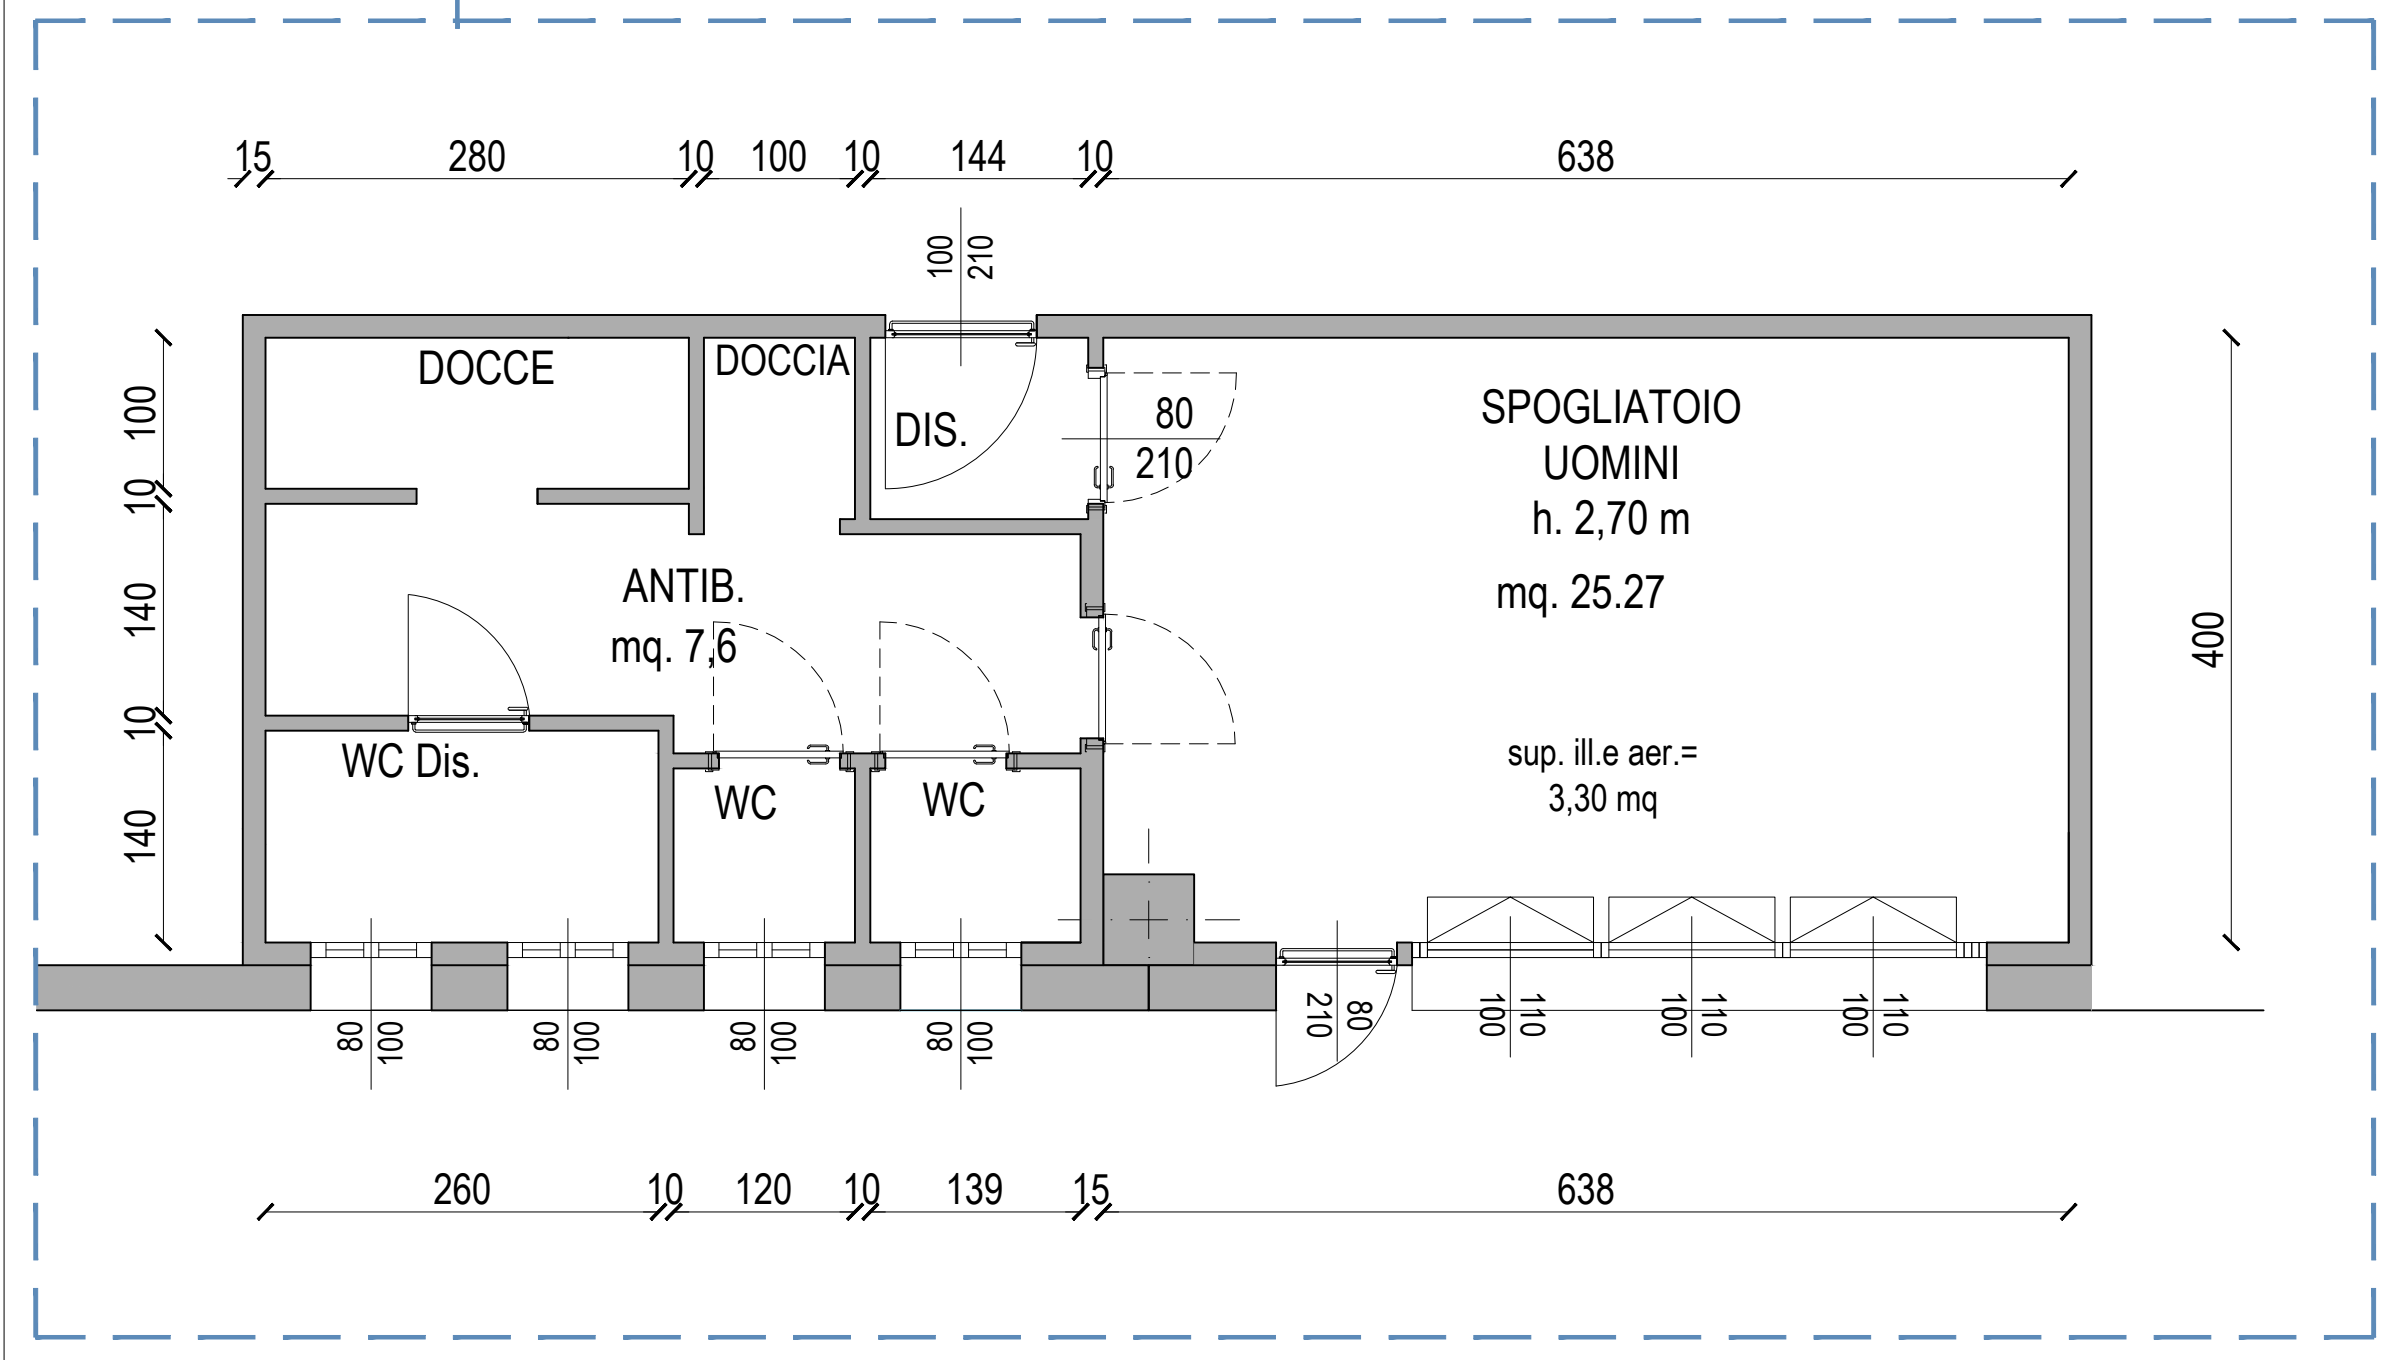 15 280 10 100 10 144 10 638
100
210
DOCCE
DOCCIA
DIS.
80
210
SPOGLIATOIO
UOMINI
h. 2,70 m
mq. 25.27
100
10
140
10
140
400
ANTIB.
mq. 7,6
sup. ill.e aer.=
3,30 mq
WC Dis.
WC
WC
80
100
80
100
80
100
80
100
80
210
110
100
110
100
110
100
260 10 120 10 139 15 638